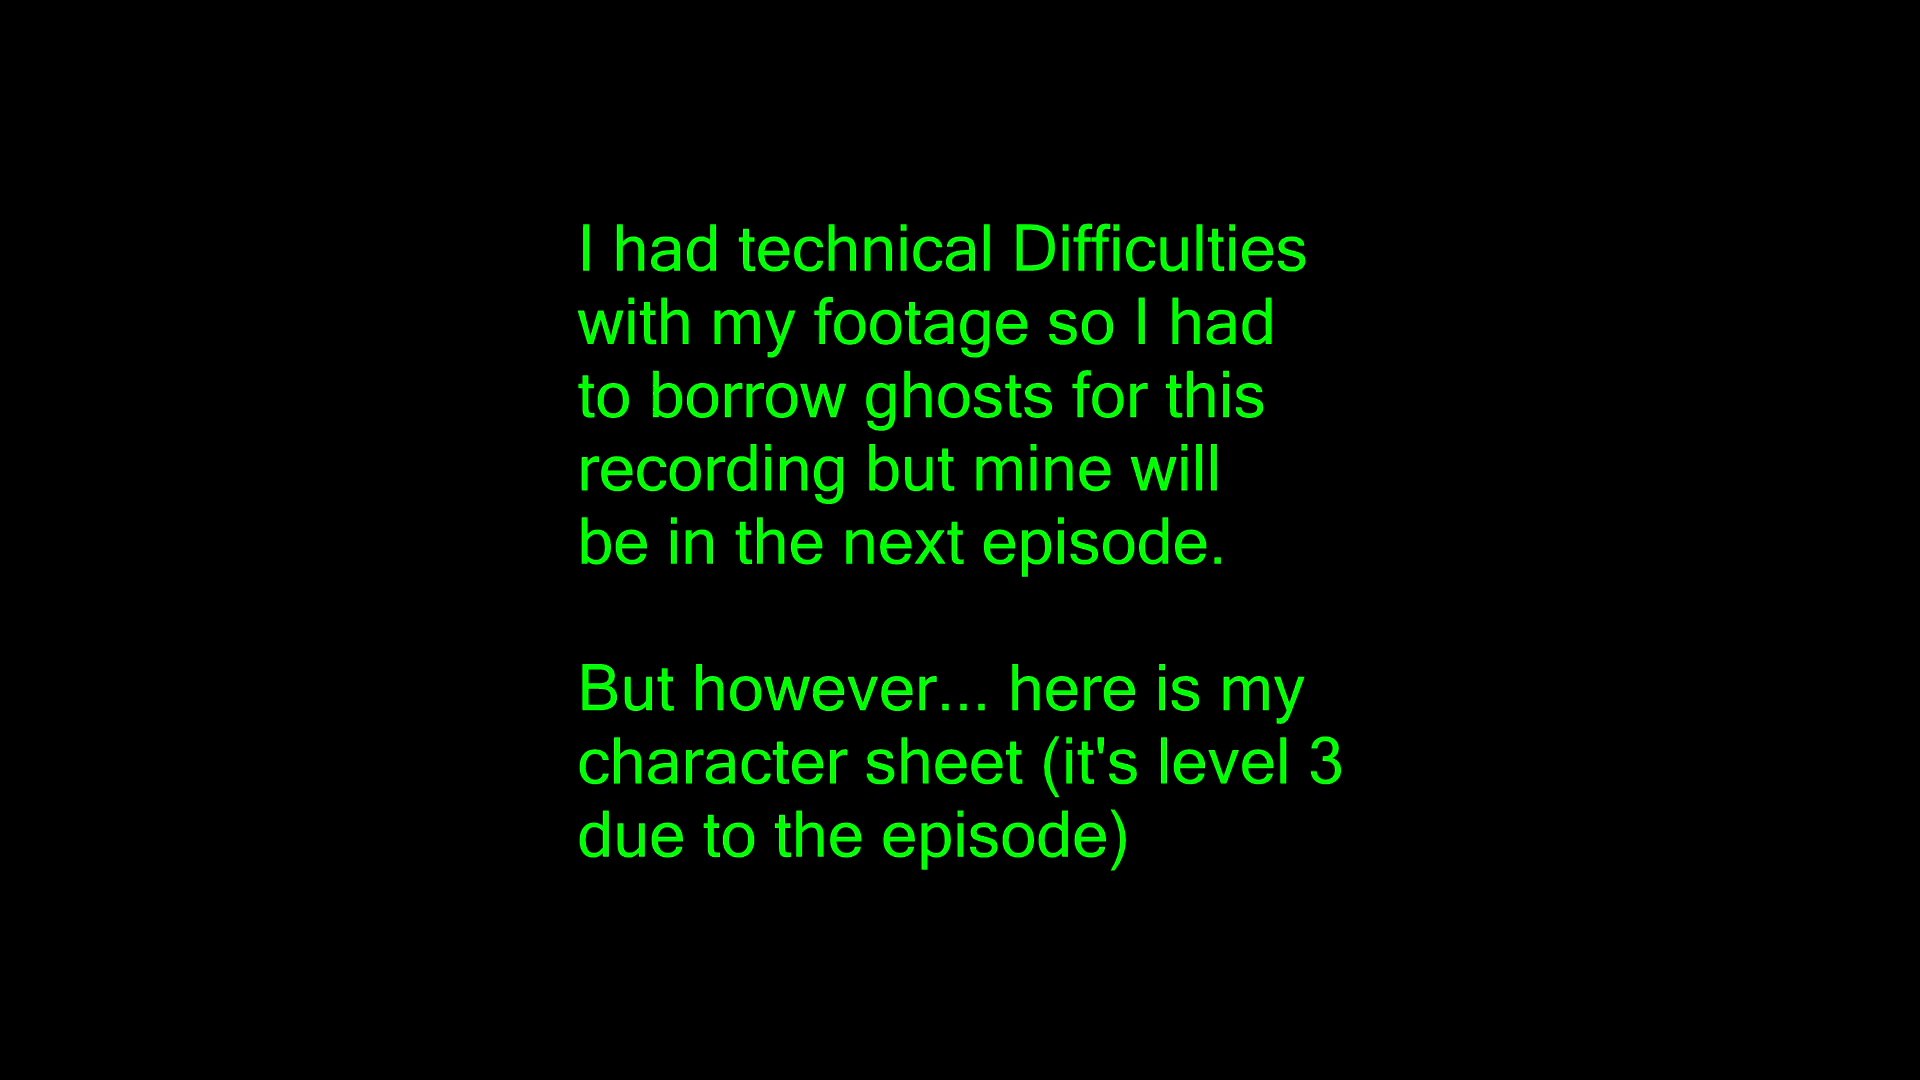 I had technical Difficulties
with my footage so I had
to borrow ghosts for this
recording but mine will
be in the next episode.
But however... here is my
character sheet (it's level 3
due to the episode)